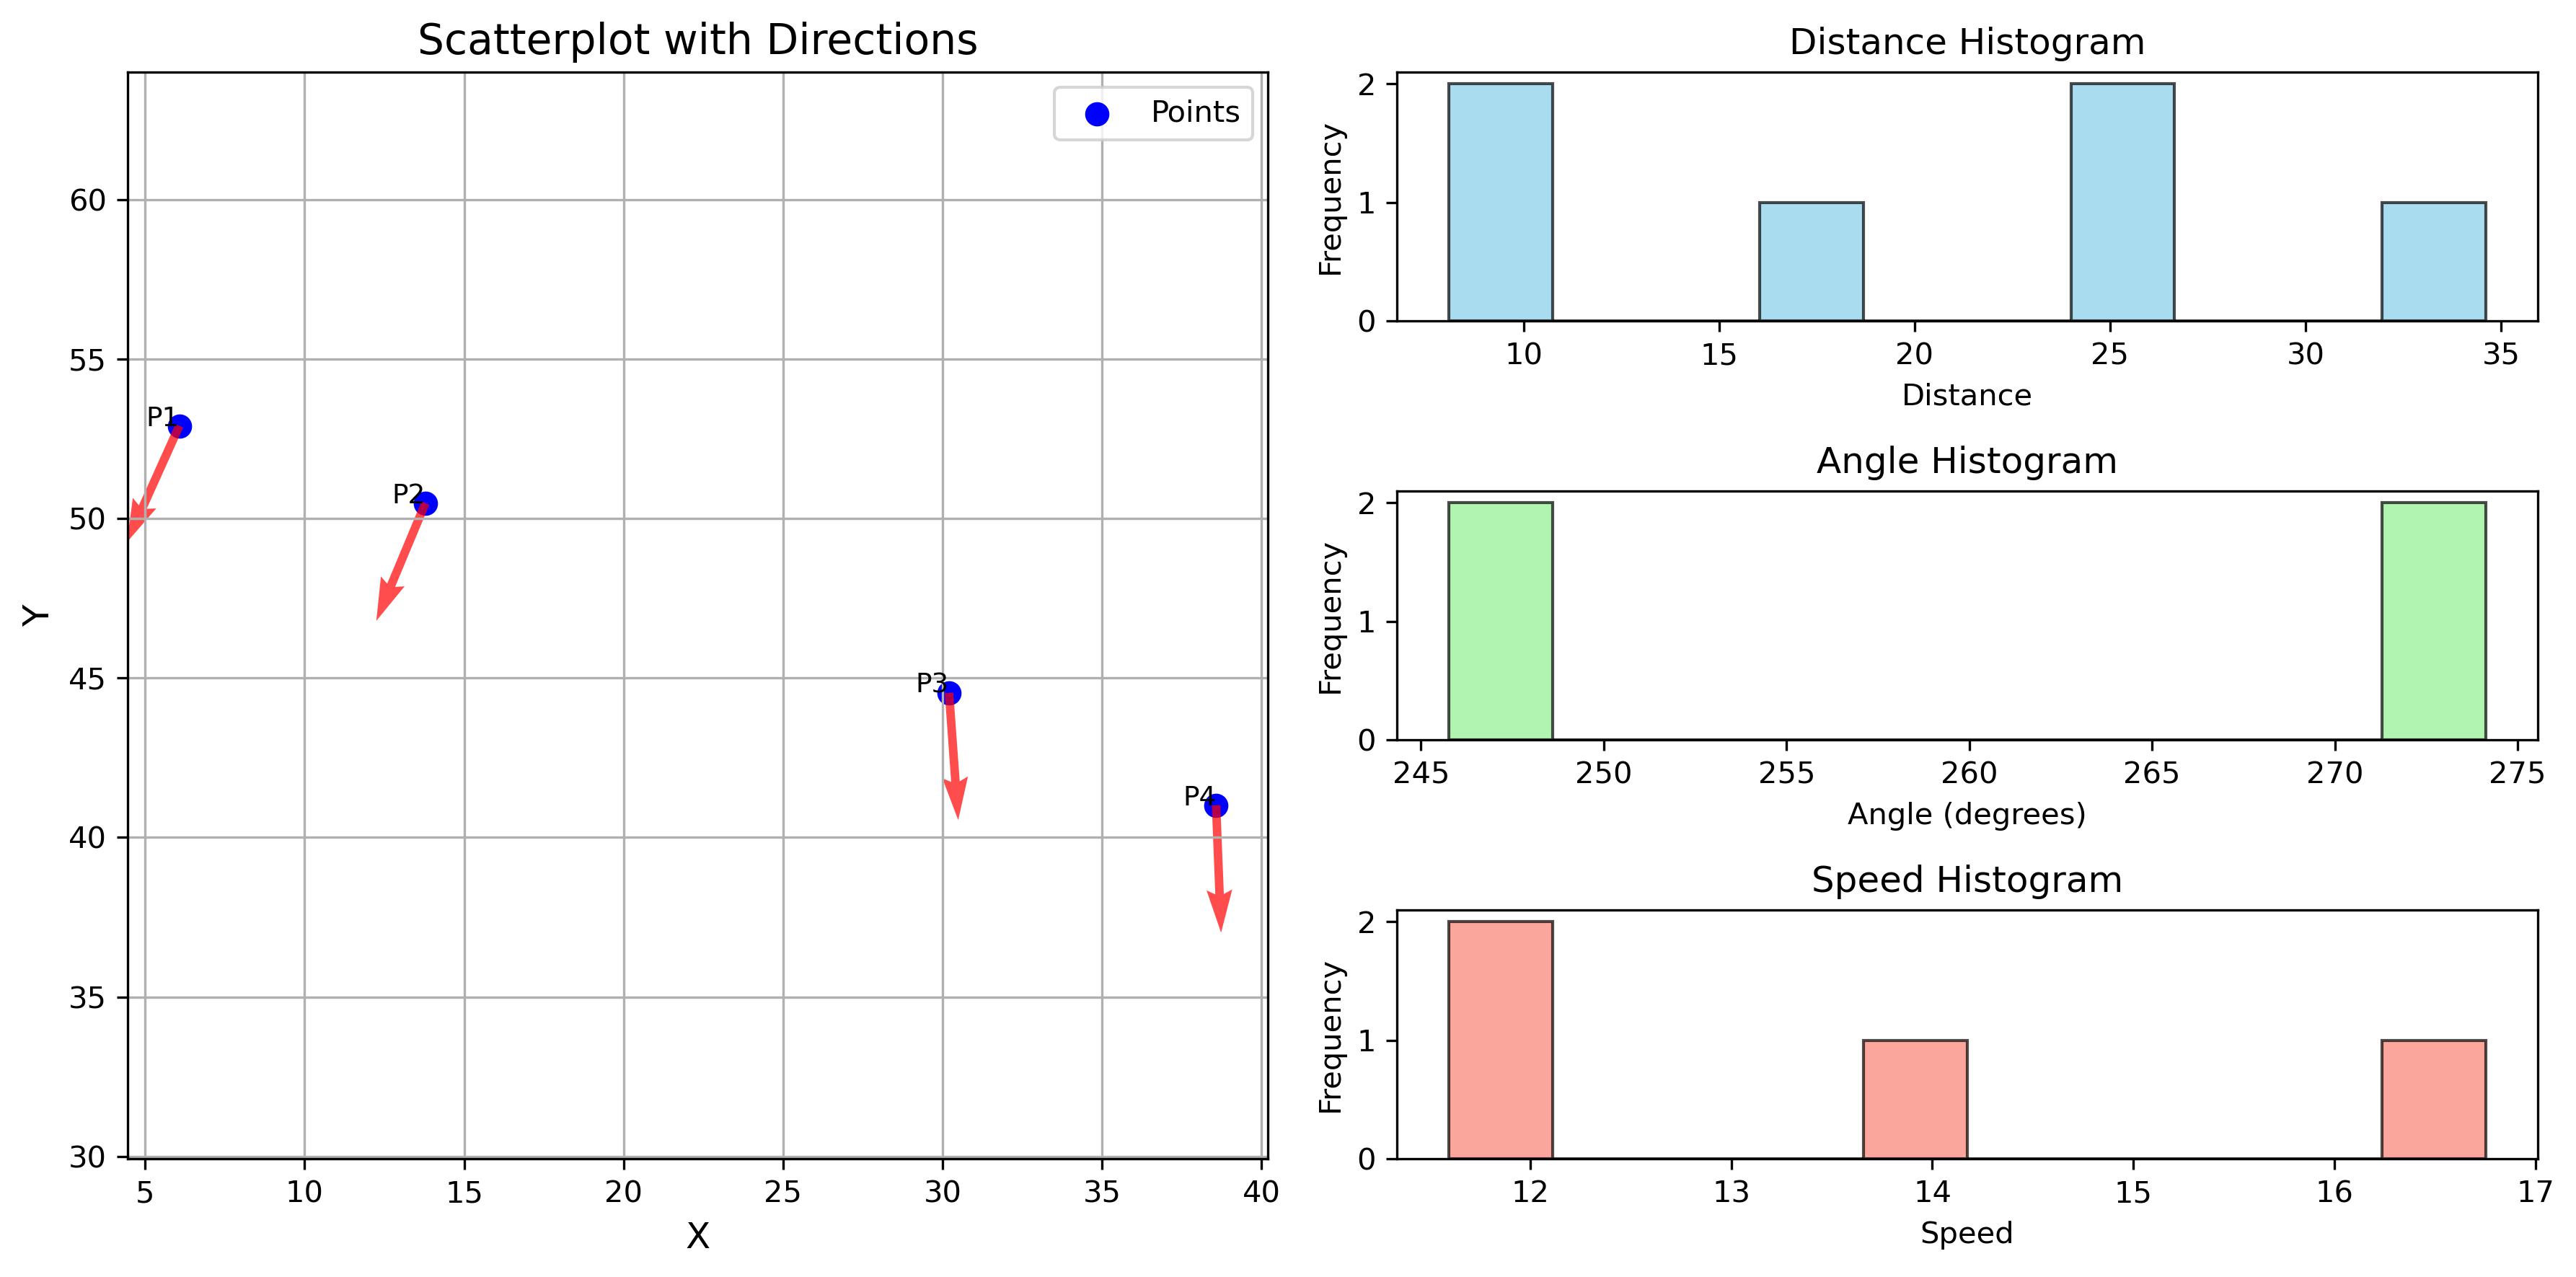 Scatterplot with Directions
Points
60
55
50
45
40
35
30
Y
P1
P2
P3
P4
5 10 15 20 25 30 35 40
X
Distance Histogram
2
1
0
Frequency
10 15 20 25 30 35
Distance
Angle Histogram
2
1
0
Frequency
245 250 255 260 265 270 275
Angle (degrees)
Speed Histogram
2
1
0
Frequency
12 13 14 15 16 17
Speed